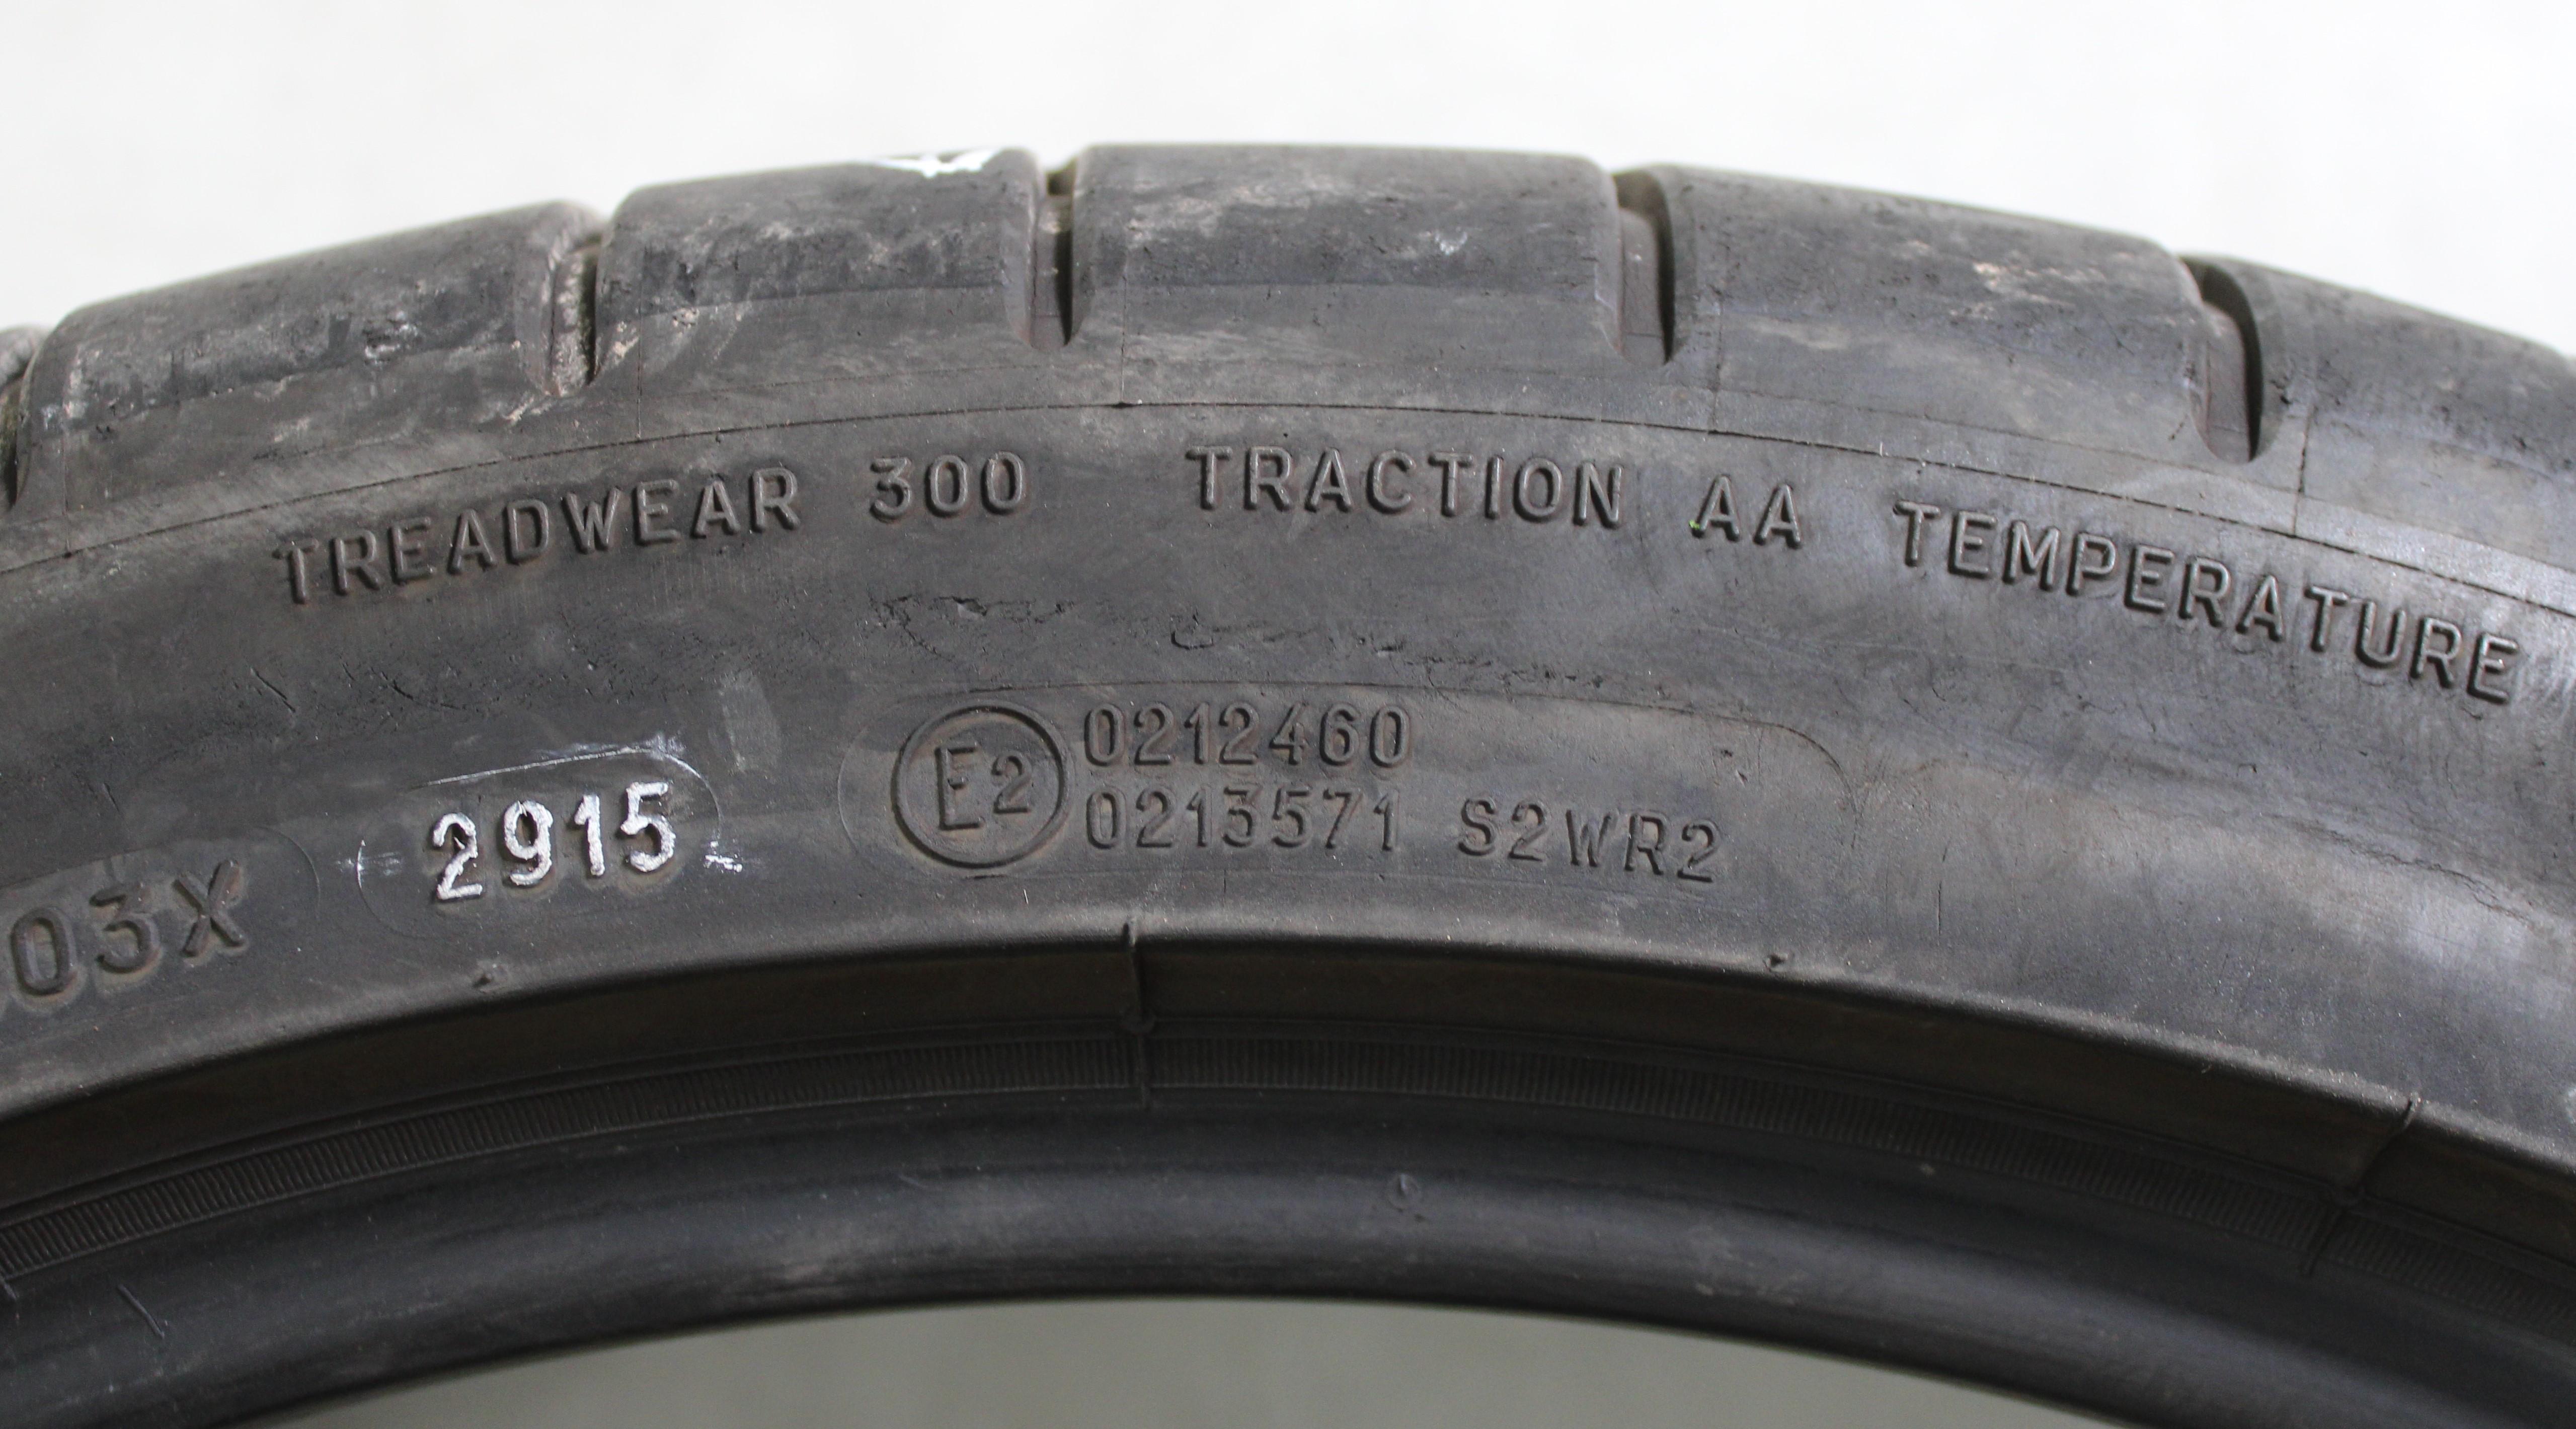 TREADWEAR 300 TRACTION AA TEMPERATURE
03X
2915
E2
0212460
0213571 S2WR2